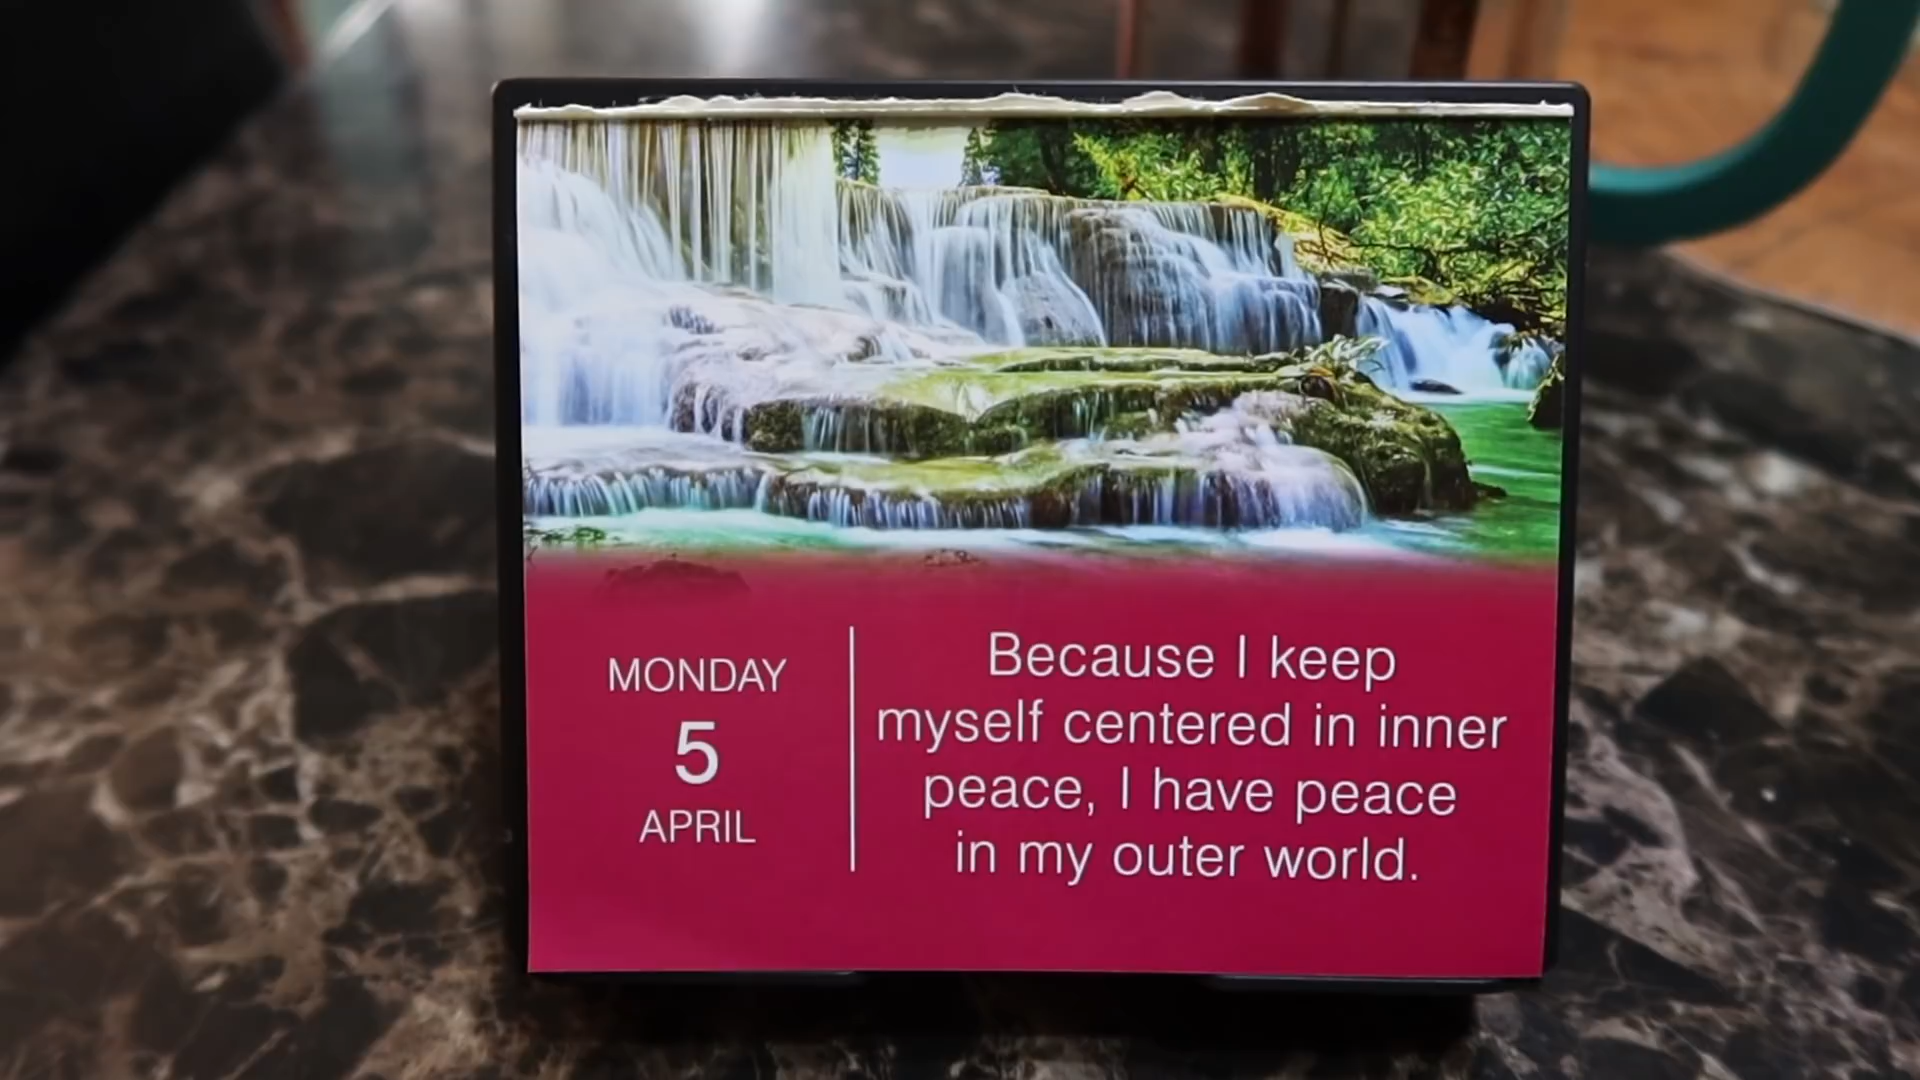 MONDAY
5
APRIL
Because I keep
myself centered in inner
peace, I have peace
in my outer world.